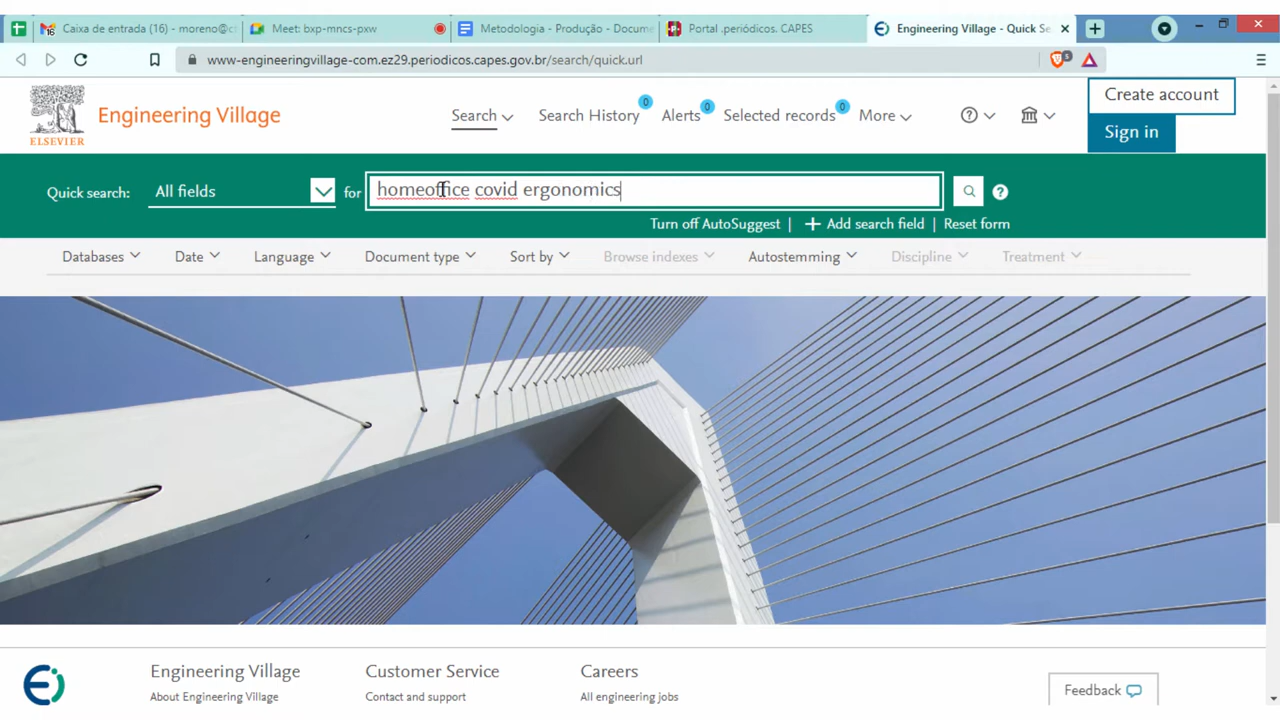 Caixa de entrada (16) - moreno@c
Meet: bxp-mncs-pxw
Metodologia - Produção - Docume
Portal .periódicos. CAPES
Engineering Village - Quick Se
www-engineeringvillage-com.ez29.periodicos.capes.gov.br/search/quick.url
5
ELSEVIER
Engineering Village
Search
Search History 0
Alerts 0
Selected records 0
More
Create account
Sign in
Quick search:
All fields
for
homeoffice covid ergonomics
Turn off AutoSuggest | + Add search field | Reset form
Databases
Date
Language
Document type
Sort by
Browse indexes
Autostemming
Discipline
Treatment
Engineering Village
About Engineering Village
Customer Service
Contact and support
Careers
All engineering jobs
Feedback